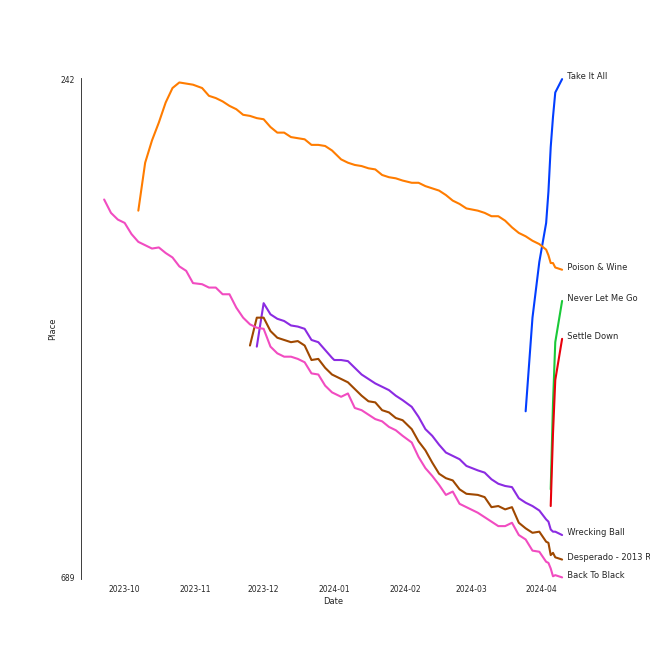 242
Take It All
Poison & Wine
Never Let Me Go
Place
Settle Down
Wrecking Ball
Desperado - 2013 R
Back To Black
689
2023-10
2023-11
2023-12
2024-01
2024-02
2024-03
2024-04
Date